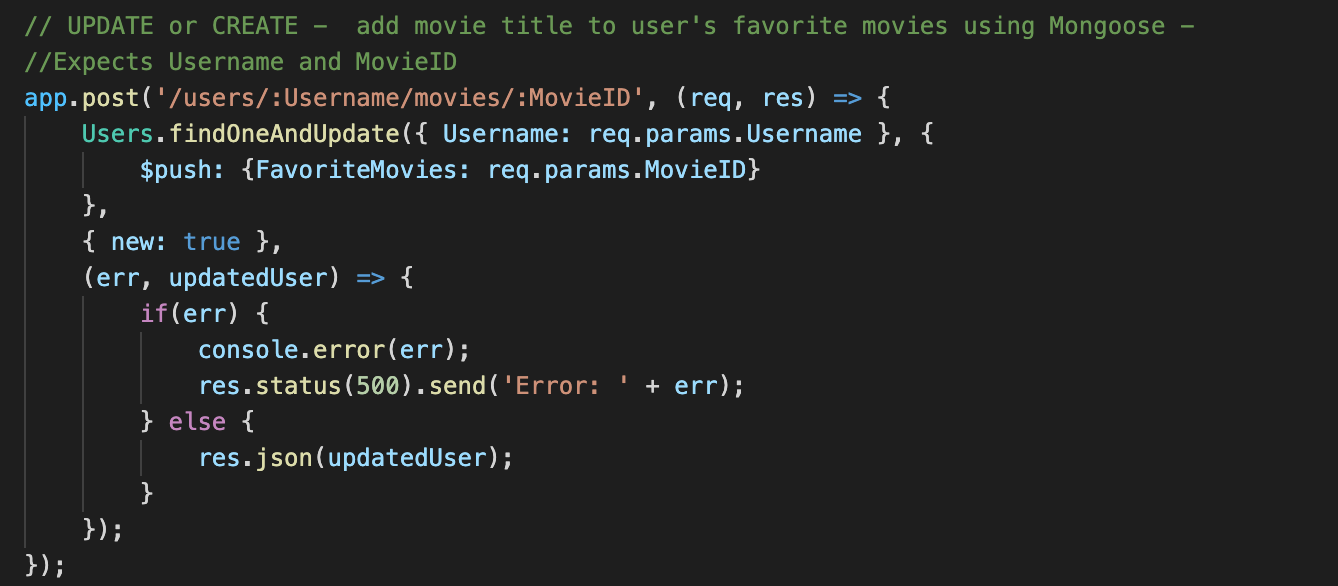 // UPDATE or CREATE –  add movie title to user's favorite movies using Mongoose –
//Expects Username and MovieID
app.post('/users/:Username/movies/:MovieID', (req, res) => {
    Users.findOneAndUpdate({ Username: req.params.Username }, {
        $push: {FavoriteMovies: req.params.MovieID}
    },
    { new: true },
    (err, updatedUser) => {
        if(err) {
            console.error(err);
            res.status(500).send('Error: ' + err);
        } else {
            res.json(updatedUser);
        }
    });
});